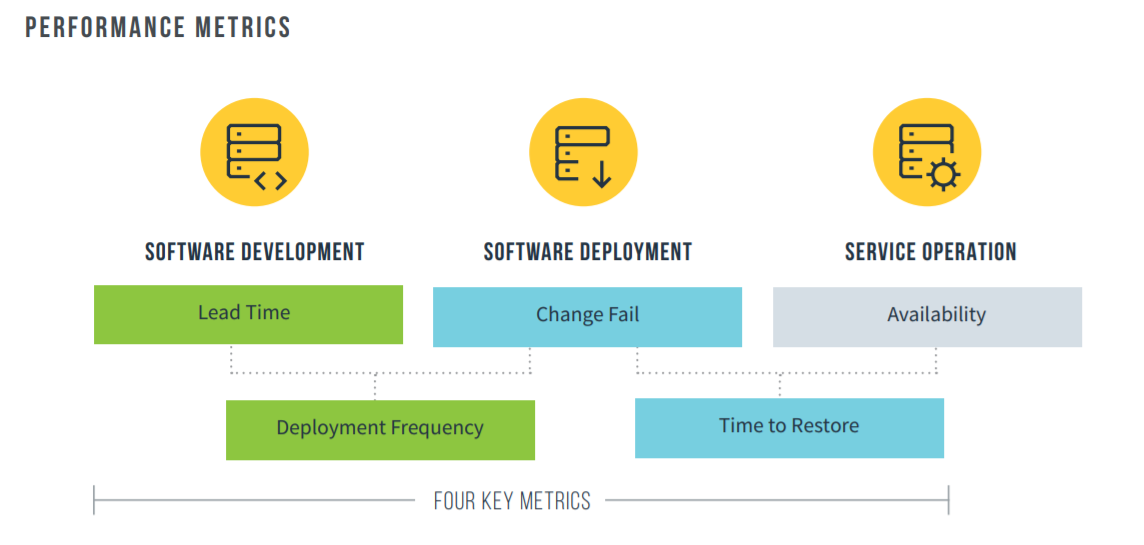 PERFORMANCE METRICS
SOFTWARE DEVELOPMENT
SOFTWARE DEPLOYMENT
SERVICE OPERATION
Lead Time
Change Fail
Availability
Deployment Frequency
Time to Restore
FOUR KEY METRICS